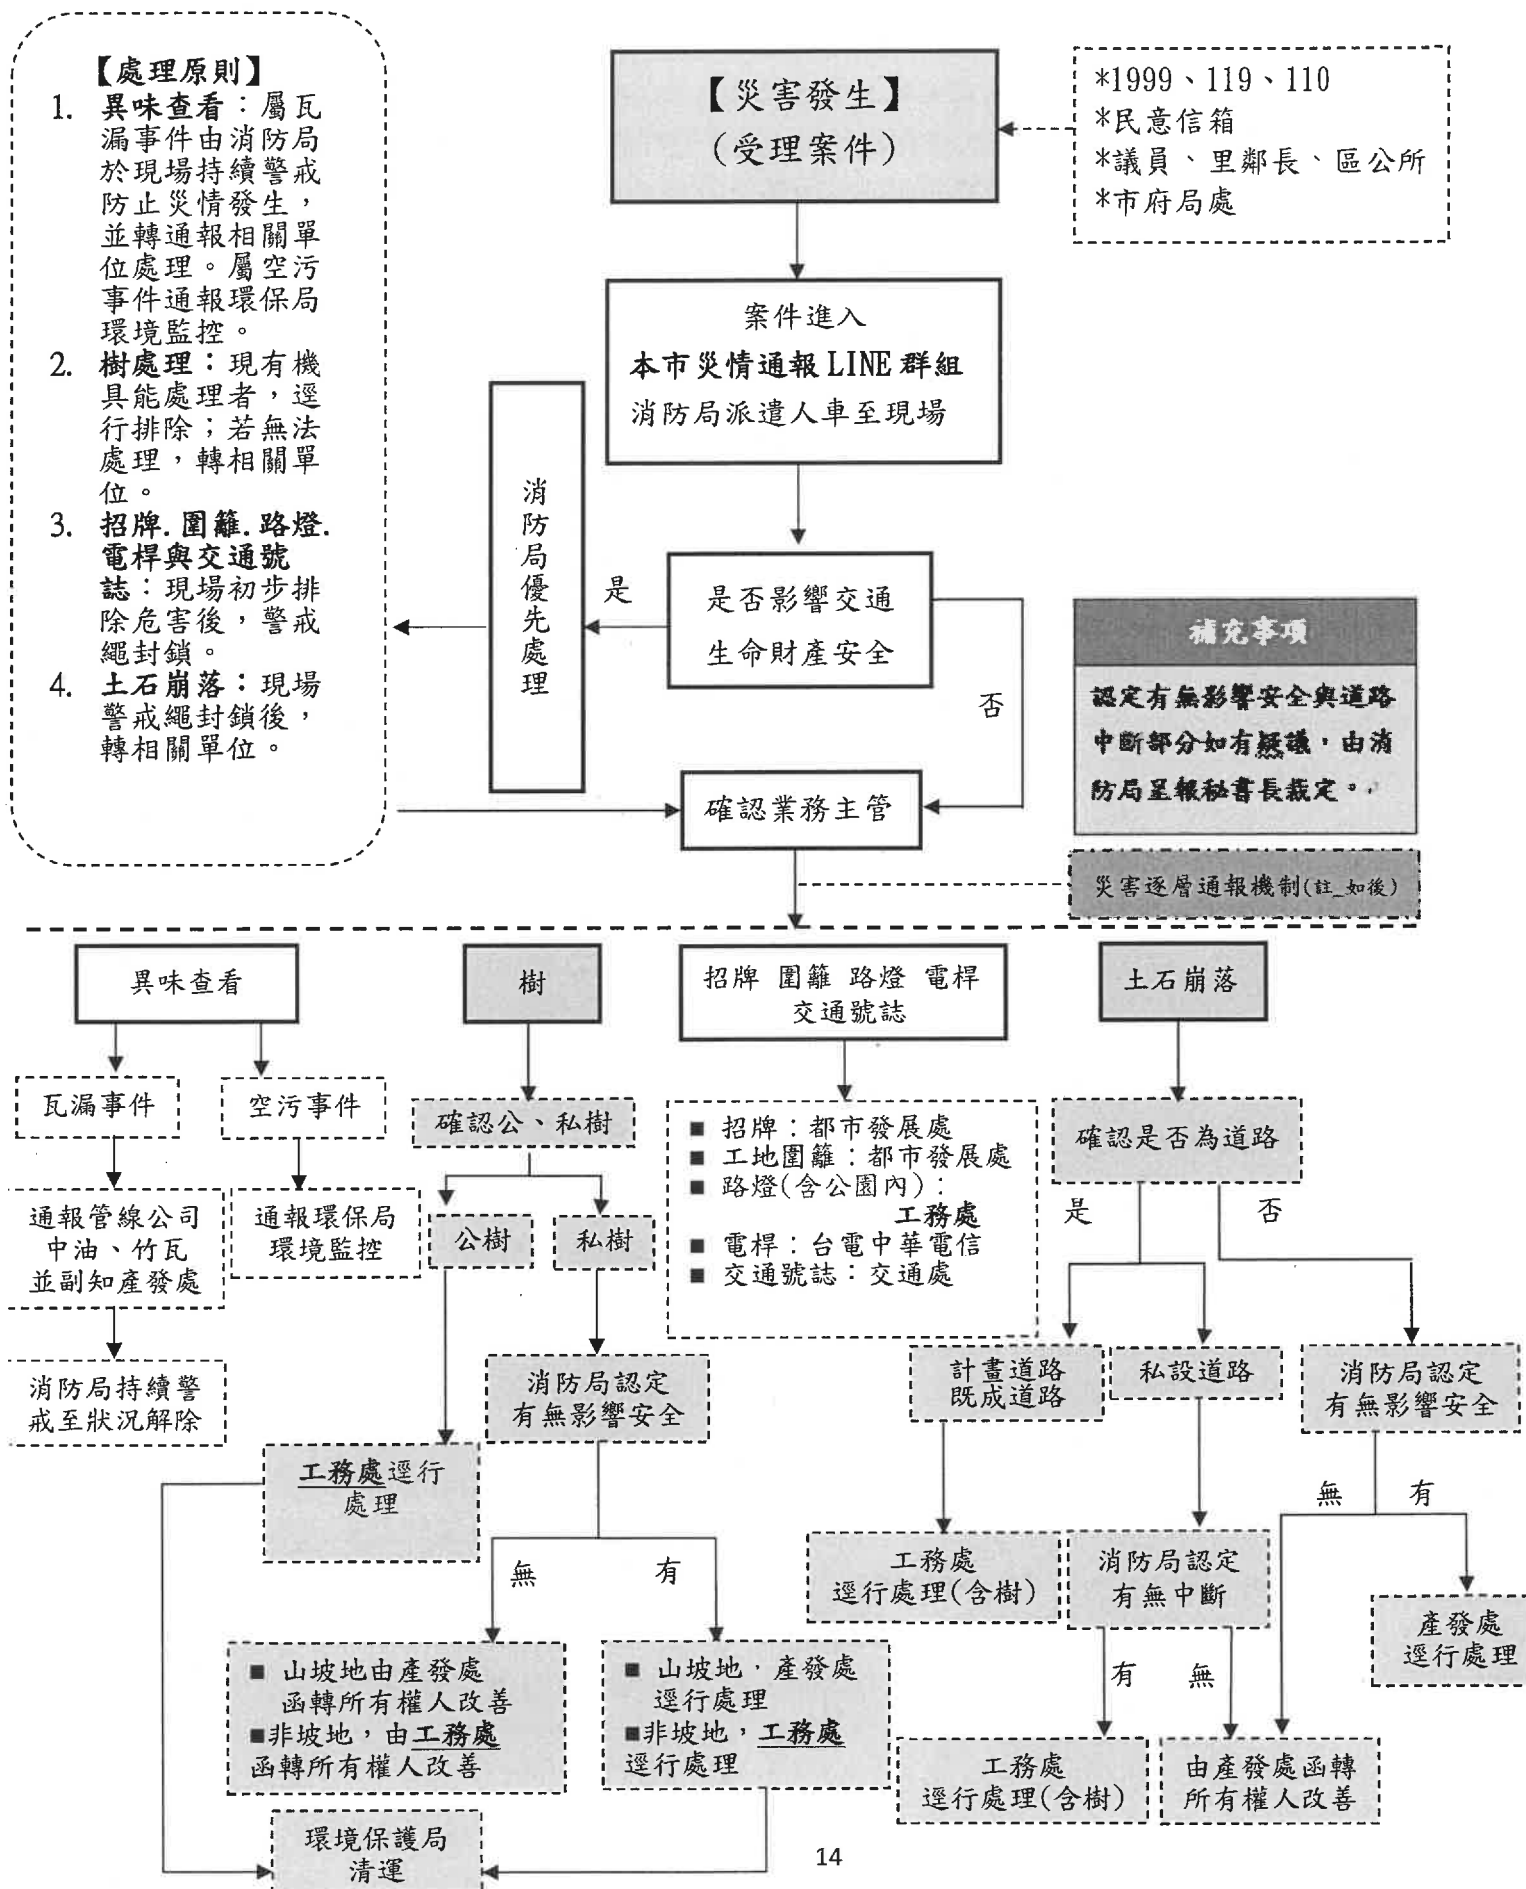 【處理原則】
1. 異味查看：屬瓦
漏事件由消防局
於現場持續警戒
防止災情發生，
並轉通報相關單
位處理。屬空污
事件通報環保局
環境監控。
2. 樹處理：現有機
具能處理者，逕
行排除；若無法
處理，轉相關單
位。
3. 招牌.圍籬.路燈.
電桿與交通號
誌：現場初步排
除危害後，警戒
繩封鎖。
4. 土石崩落：現場
警戒繩封鎖後，
轉相關單位。
【災害發生】
(受理案件)
*1999、119、110
*民意信箱
*議員、里鄰長、區公所
*市府局處
案件進入
本市災情通報 LINE 群組
消防局派遣人車至現場
消防局優先處理
是
是否影響交通
生命財產安全
否
確認業務主管
補充事項
認定有無影響安全與道路
中斷部分如有疑議，由消
防局呈報秘書長裁定。
災害逐層通報機制(註_如後)
異味查看
樹
招牌 圍籬 路燈 電桿
交通號誌
土石崩落
瓦漏事件
空污事件
確認公、私樹
■ 招牌：都市發展處
■ 工地圍籬：都市發展處
■ 路燈(含公園內)：
工務處
■ 電桿：台電中華電信
■ 交通號誌：交通處
確認是否為道路
是
否
通報管線公司
中油、竹瓦
並副知產發處
通報環保局
環境監控
公樹
私樹
消防局持續警
戒至狀況解除
消防局認定
有無影響安全
計畫道路
既成道路
私設道路
消防局認定
有無影響安全
工務處逕行
處理
無
有
無
有
工務處
逕行處理(含樹)
消防局認定
有無中斷
產發處
逕行處理
■ 山坡地由產發處
函轉所有權人改善
■非坡地，由工務處
函轉所有權人改善
■ 山坡地，產發處
逕行處理
■非坡地，工務處
逕行處理
有
無
工務處
逕行處理(含樹)
由產發處函轉
所有權人改善
環境保護局
清運
14